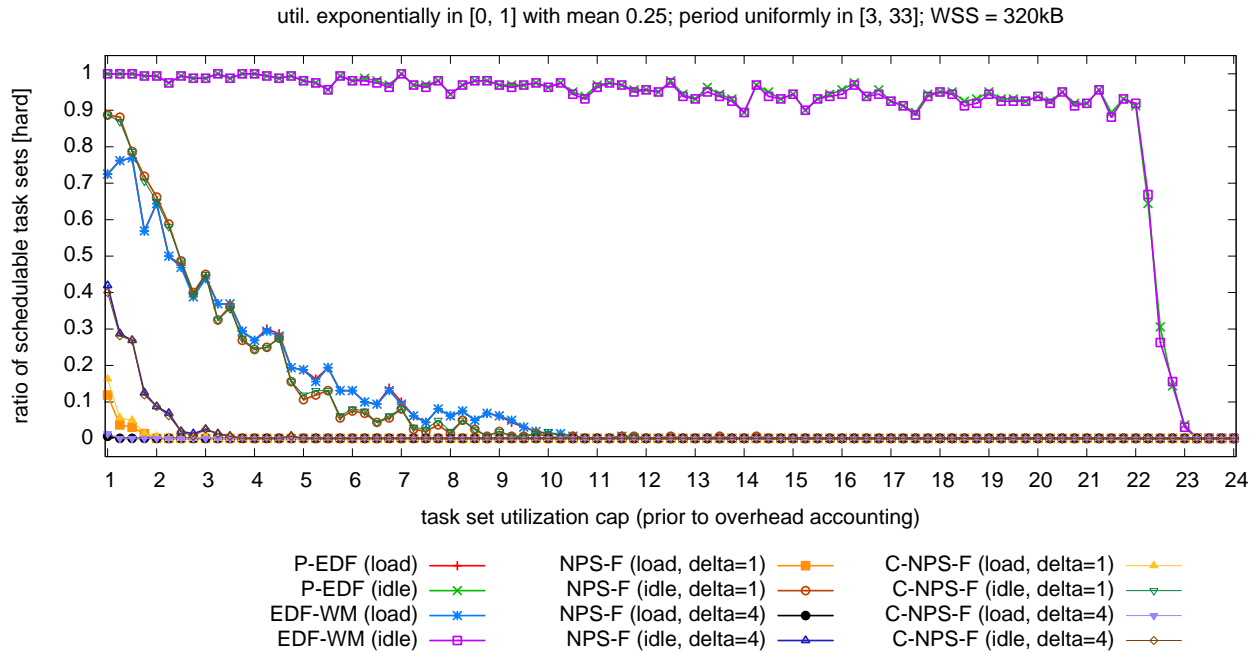 util. exponentially in [0, 1] with mean 0.25; period uniformly in [3, 33]; WSS = 320kB
ratio of schedulable task sets [hard]
1
0.9
0.8
0.7
0.6
0.5
0.4
0.3
0.2
0.1
0
1 2 3 4 5 6 7 8 9 10 11 12 13 14 15 16 17 18 19 20 21 22 23 24
task set utilization cap (prior to overhead accounting)
P-EDF (load) NPS-F (load, delta=1) C-NPS-F (load, delta=1)
P-EDF (idle) NPS-F (idle, delta=1) C-NPS-F (idle, delta=1)
EDF-WM (load) NPS-F (load, delta=4) C-NPS-F (load, delta=4)
EDF-WM (idle) NPS-F (idle, delta=4) C-NPS-F (idle, delta=4)